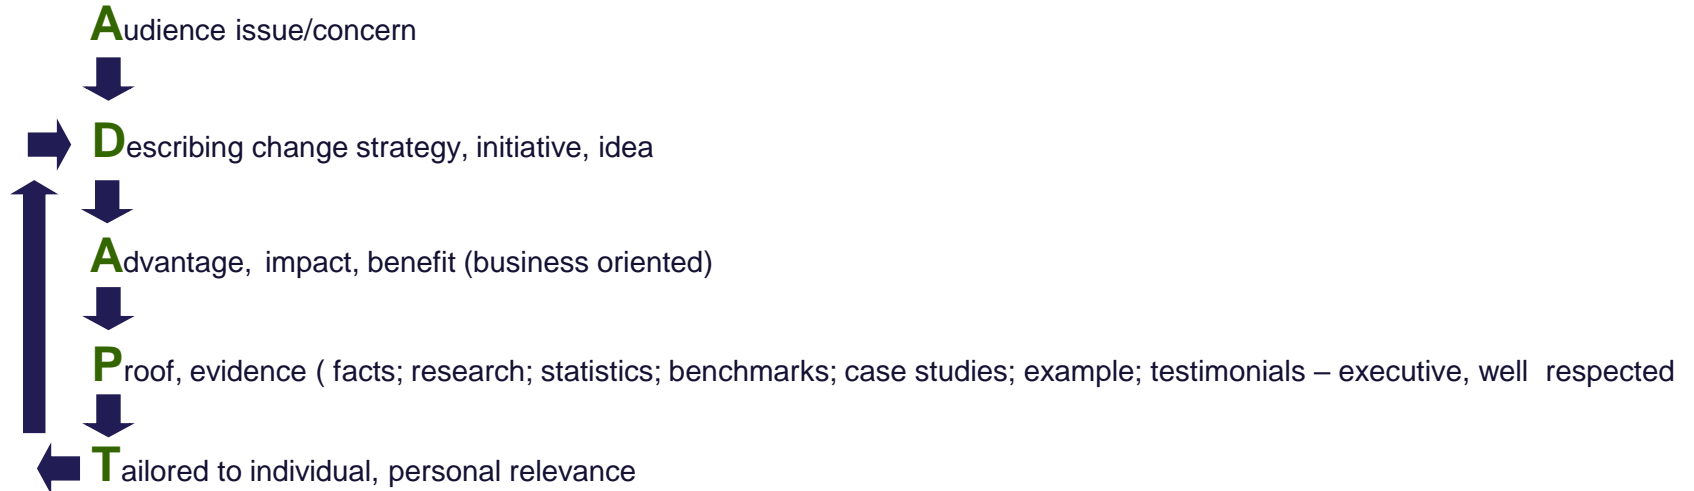 Audience issue/concern
Describing change strategy, initiative, idea
Advantage, impact, benefit (business oriented)
Proof, evidence ( facts; research; statistics; benchmarks; case studies; example; testimonials – executive, well respected
Tailored to individual, personal relevance